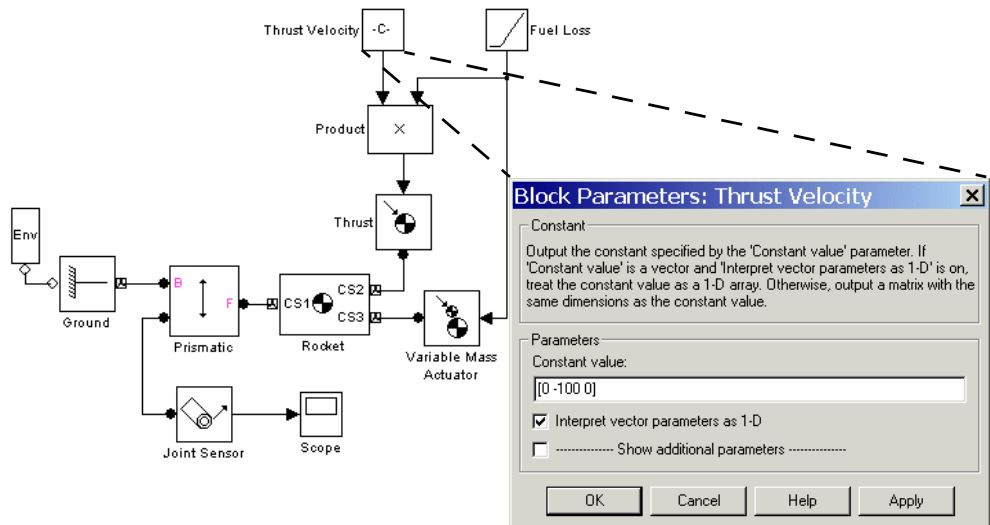 Thrust Velocity
-C-
Fuel Loss
Product
×
Thrust
Env
Ground
B
F
Prismatic
CS1
CS2
CS3
Rocket
Variable Mass
Actuator
Joint Sensor
Scope
Block Parameters: Thrust Velocity
Constant
Output the constant specified by the 'Constant value' parameter. If
'Constant value' is a vector and 'Interpret vector parameters as 1-D' is on,
treat the constant value as a 1-D array. Otherwise, output a matrix with the
same dimensions as the constant value.
Parameters
Constant value:
[0 -100 0]
Interpret vector parameters as 1-D
-------------- Show additional parameters --------------
OK
Cancel
Help
Apply